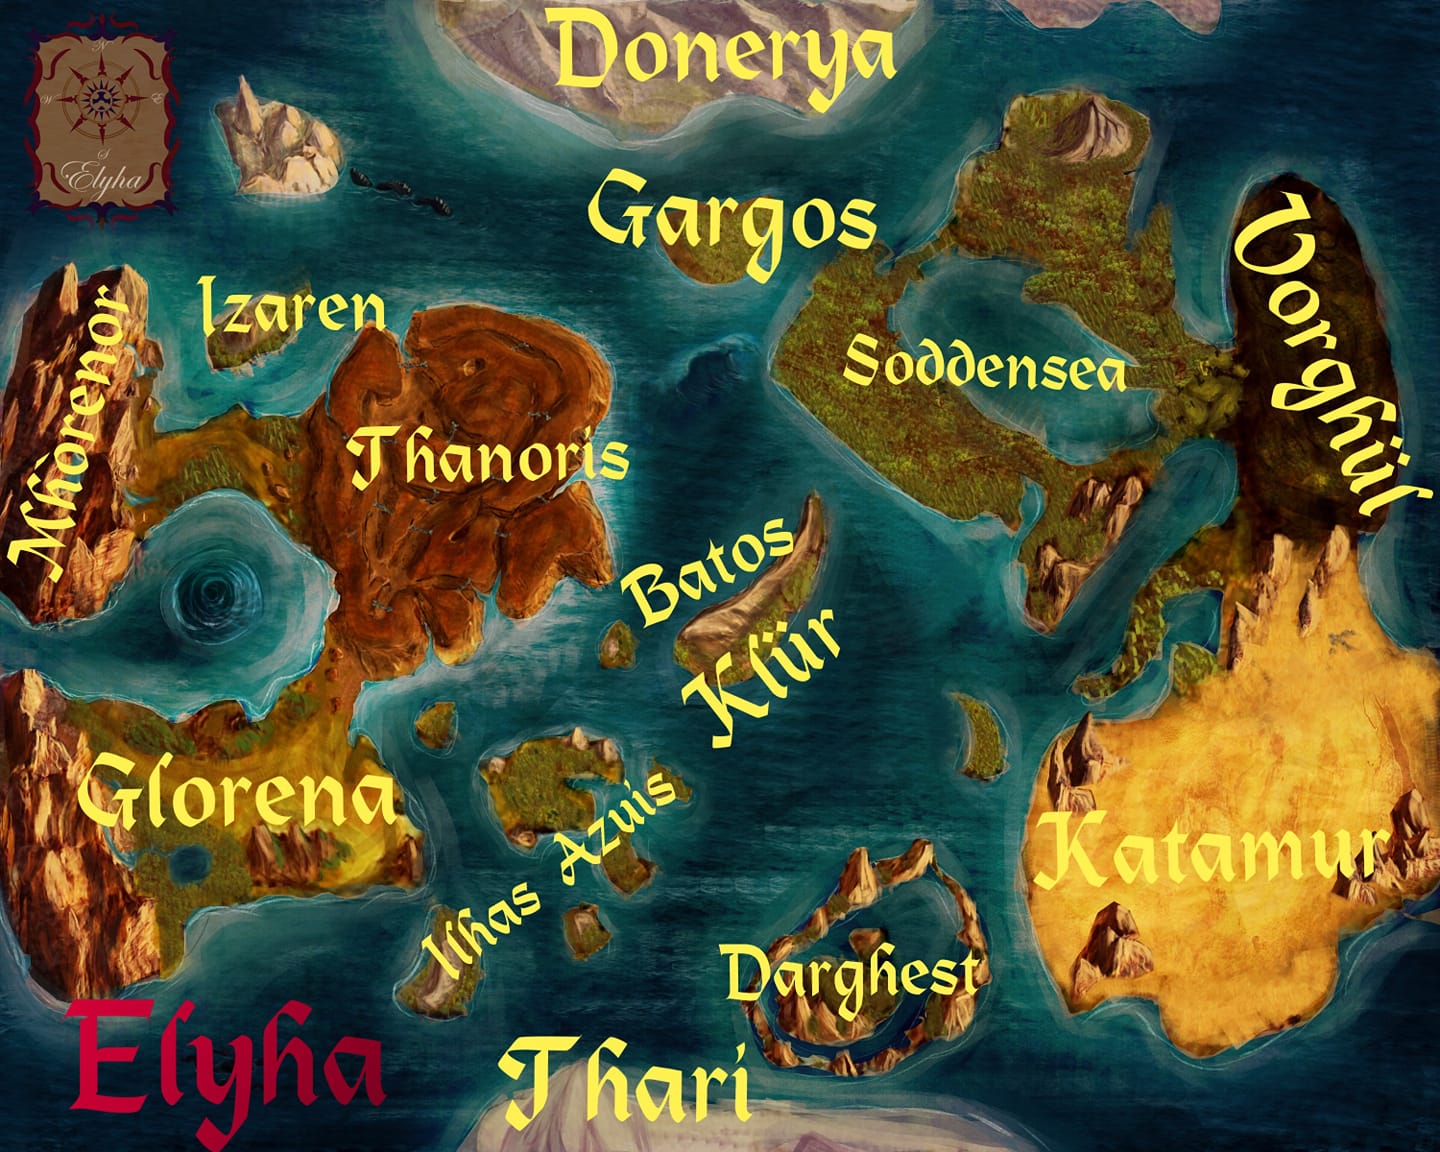 N
W E
S
Elyha
Donerya
Gargos
Vorghül
Izaren
Mhorenor
Soddensea
Thanoris
Batos
Klür
Glorena
Azuis
Ilhas
Katamur
Darghest
Elyha
Thari